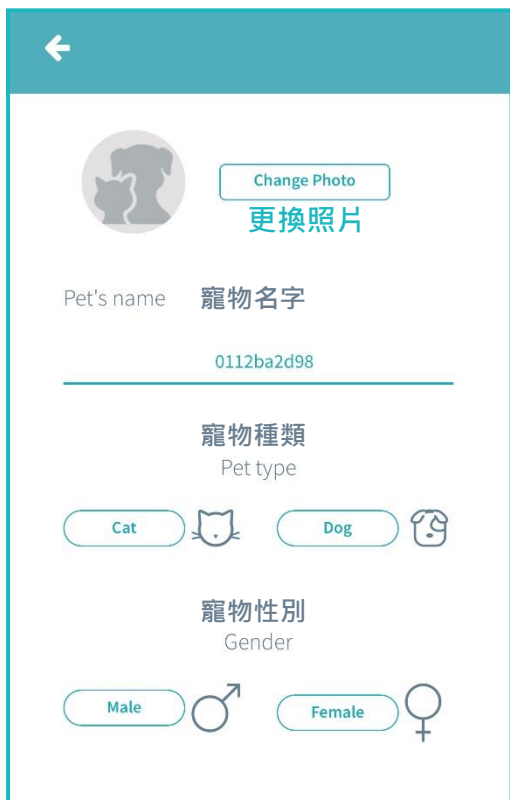 Change Photo
更換照片
Pet's name 寵物名字
0112ba2d98
寵物種類
Pet type
Cat Dog
寵物性別
Gender
Male Female